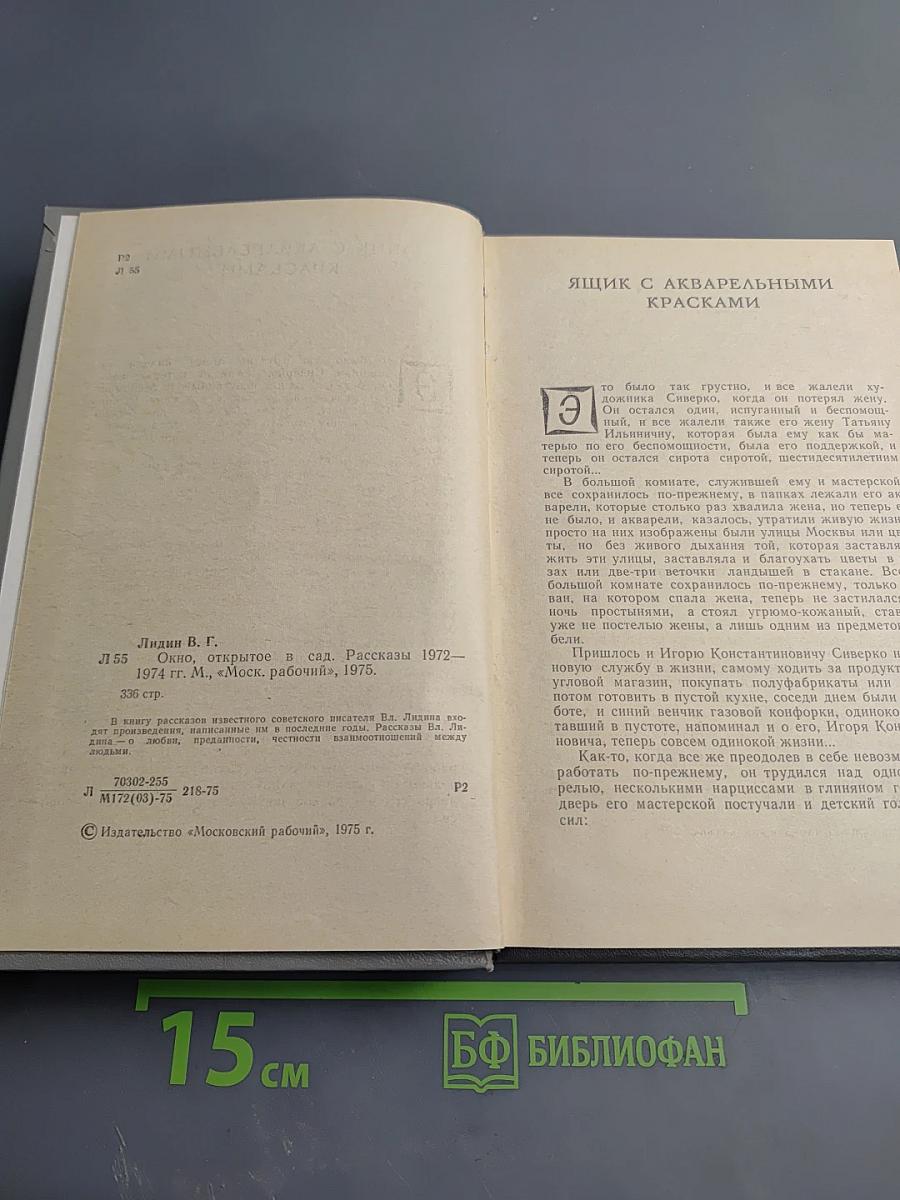 Р2
Л 55
Лидин В. Г.
Л 55 Окно, открытое в сад. Рассказы 1972—
1974 гг. М., «Моск. рабочий», 1975.
336 стр.
В книгу рассказов известного советского писателя Вл. Лидина вхо-
дят произведения, написанные им в последние годы. Рассказы Вл. Ли-
дина — о любви, преданности, честности взаимоотношений между
людьми.
Л 70302-255 218-75 Р2
М172(03)-75
© Издательство «Московский рабочий», 1975 г.
ЯЩИК С АКВАРЕЛЬНЫМИ
КРАСКАМИ
Это было так грустно, и все жалели ху-
дожника Сиверко, когда он потерял жену.
Он остался один, испуганный и беспомощ-
ный, и все жалели также его жену Татьяну
Ильиничну, которая была ему как бы ма-
терью по его беспомощности, была его поддержкой, и
теперь он остался сирота сиротой, шестидесятилетним
сиротой...
В большой комнате, служившей ему и мастерской
все сохранилось по-прежнему, в папках лежали его ак
варели, которые столько раз хвалила жена, но теперь
не было, и акварели, казалось, утратили живую жизн
просто на них изображены были улицы Москвы или цв
ты, но без живого дыхания той, которая заставля
жить эти улицы, заставляла и благоухать цветы в
зах или две-три веточки ландышей в стакане. Все
большой комнате сохранилось по-прежнему, только
ван, на котором спала жена, теперь не застилался
ночь простынями, а стоял угрюмо-кожаный, став
уже не постелью жены, а лишь одним из предметов
бели.
Пришлось и Игорю Константиновичу Сиверко н
новую службу в жизни, самому ходить за продукт
угловой магазин, покупать полуфабрикаты или
потом готовить в пустой кухне, соседи днем были
боте, и синий венчик газовой конфорки, одиноко
тавший в пустоте, напоминал и о его, Игоря Кон
новича, теперь совсем одинокой жизни...
Как-то, когда все же преодолев в себе невозм
работать по-прежнему, он трудился над одно
релью, несколькими нарциссами в глиняном г
дверь его мастерской постучали и детский гол
сил:
15 см
БФ БИБЛИОФАН